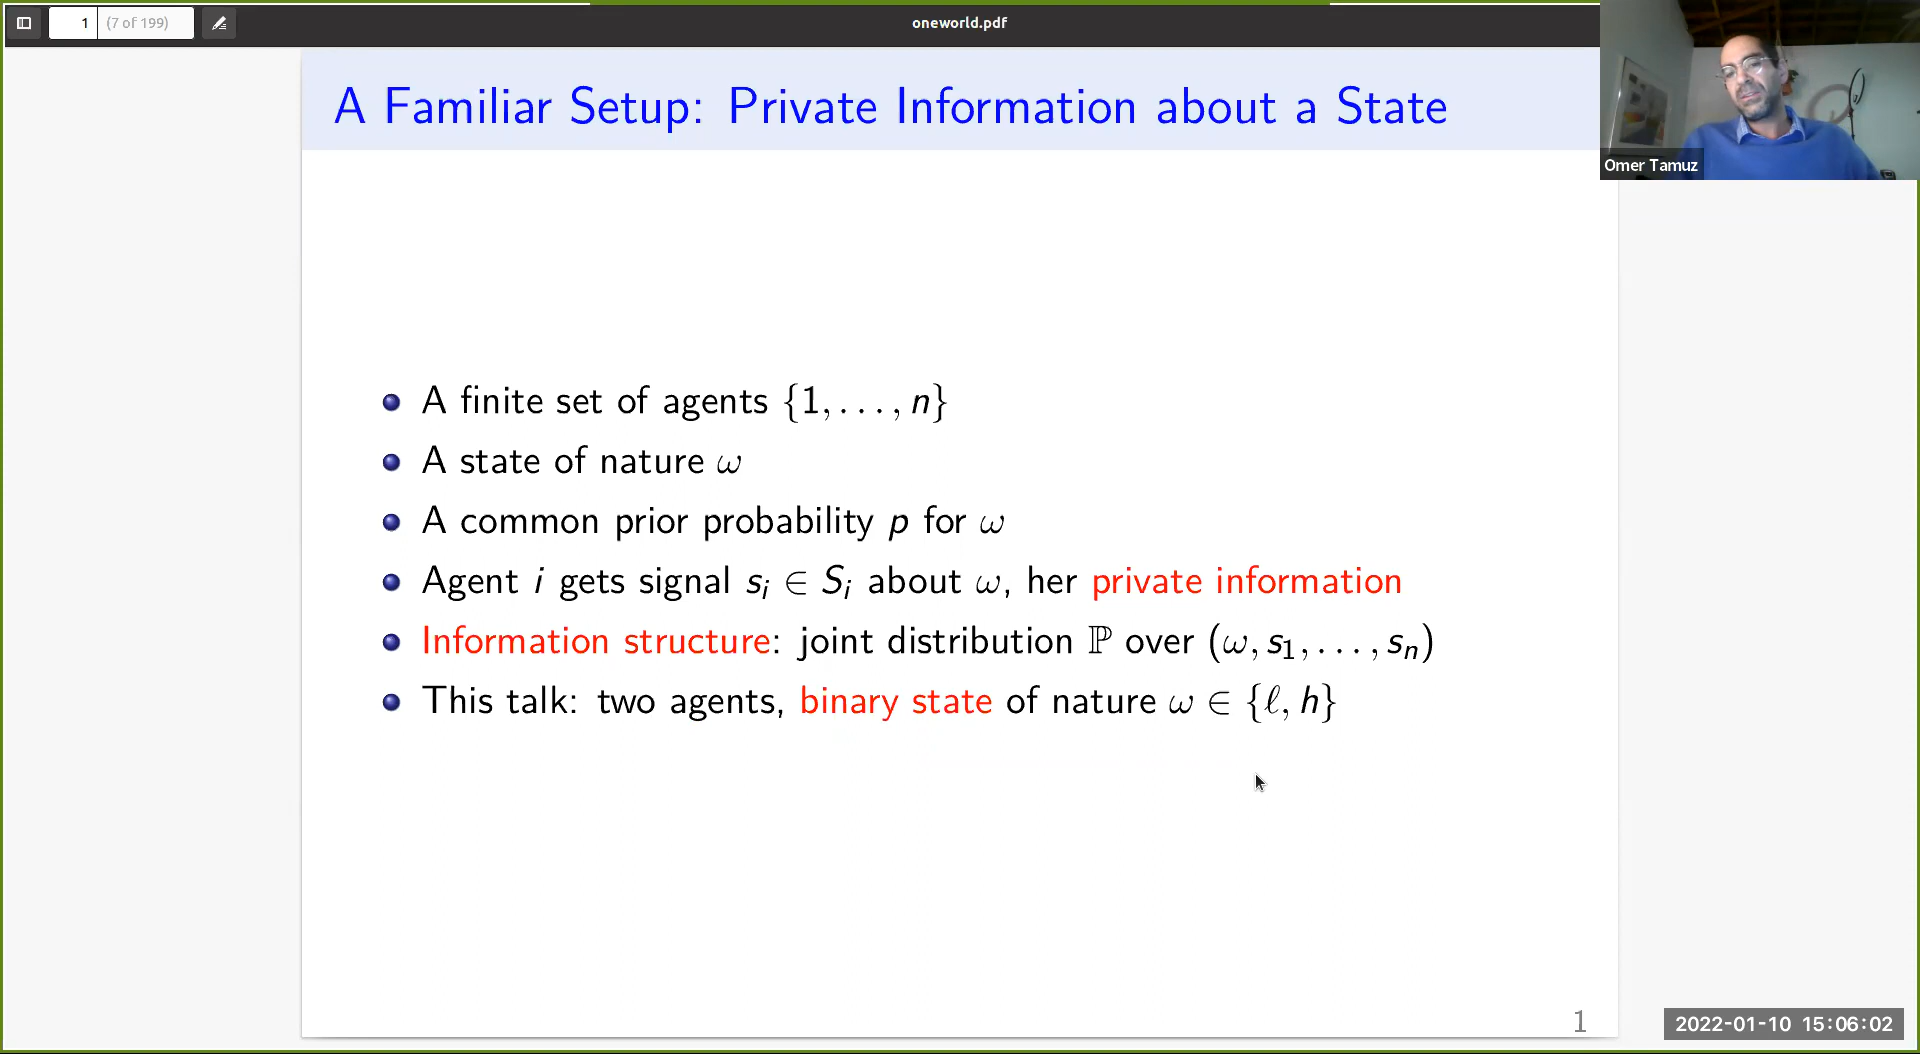 1 (7 of 199)
oneworld.pdf
A Familiar Setup: Private Information about a State
Omer Tamuz
A finite set of agents {1, . . . , n}
A state of nature ω
A common prior probability p for ω
Agent i gets signal sᵢ ∈ Sᵢ about ω, her private information
Information structure: joint distribution ℙ over (ω, s₁, . . . , sₙ)
This talk: two agents, binary state of nature ω ∈ {ℓ, h}
1
2022-01-10 15:06:02